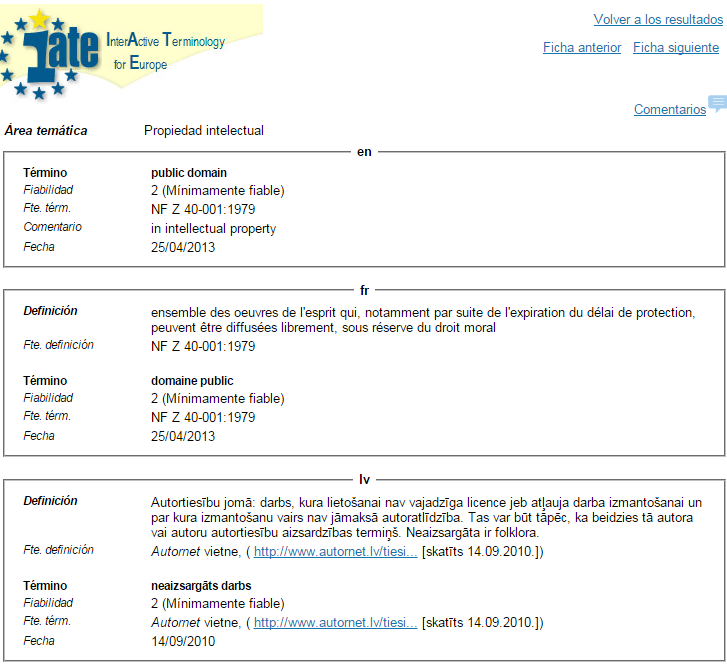 Iate InterActive Terminology for Europe
Volver a los resultados
Ficha anterior Ficha siguiente
Comentarios
Área temática Propiedad intelectual
en
Término public domain
Fiabilidad 2 (Mínimamente fiable)
Fte. térm. NF Z 40-001:1979
Comentario in intellectual property
Fecha 25/04/2013
fr
Definición ensemble des oeuvres de l'esprit qui, notamment par suite de l'expiration du délai de protection,
peuvent être diffusées librement, sous réserve du droit moral
Fte. definición NF Z 40-001:1979
Término domaine public
Fiabilidad 2 (Mínimamente fiable)
Fte. térm. NF Z 40-001:1979
Fecha 25/04/2013
lv
Definición Autortiesību jomā: darbs, kura lietošanai nav vajadzīga licence jeb atļauja darba izmantošanai un
par kura izmantošanu vairs nav jāmaksā autoratlīdzība. Tas var būt tāpēc, ka beidzies tā autora
vai autoru autortiesību aizsardzības termiņš. Neaizsargāta ir folklora.
Fte. definición Autornet vietne, ( http://www.autornet.lv/tiesi... [skatīts 14.09.2010.])
Término neaizsargāts darbs
Fiabilidad 2 (Mínimamente fiable)
Fte. térm. Autornet vietne, ( http://www.autornet.lv/tiesi... [skatīts 14.09.2010.])
Fecha 14/09/2010